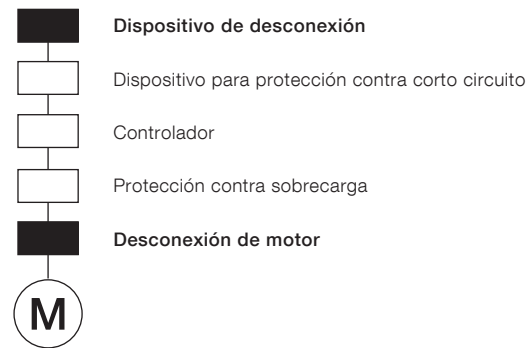 Dispositivo de desconexión
Dispositivo para protección contra corto circuito
Controlador
Protección contra sobrecarga
Desconexión de motor
M